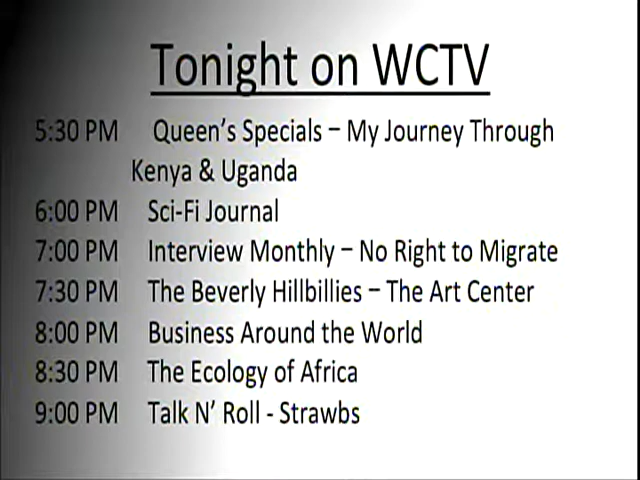 Tonight on WCTV
5:30 PM Queen's Specials – My Journey Through
Kenya & Uganda
6:00 PM Sci-Fi Journal
7:00 PM Interview Monthly – No Right to Migrate
7:30 PM The Beverly Hillbillies – The Art Center
8:00 PM Business Around the World
8:30 PM The Ecology of Africa
9:00 PM Talk N' Roll - Strawbs